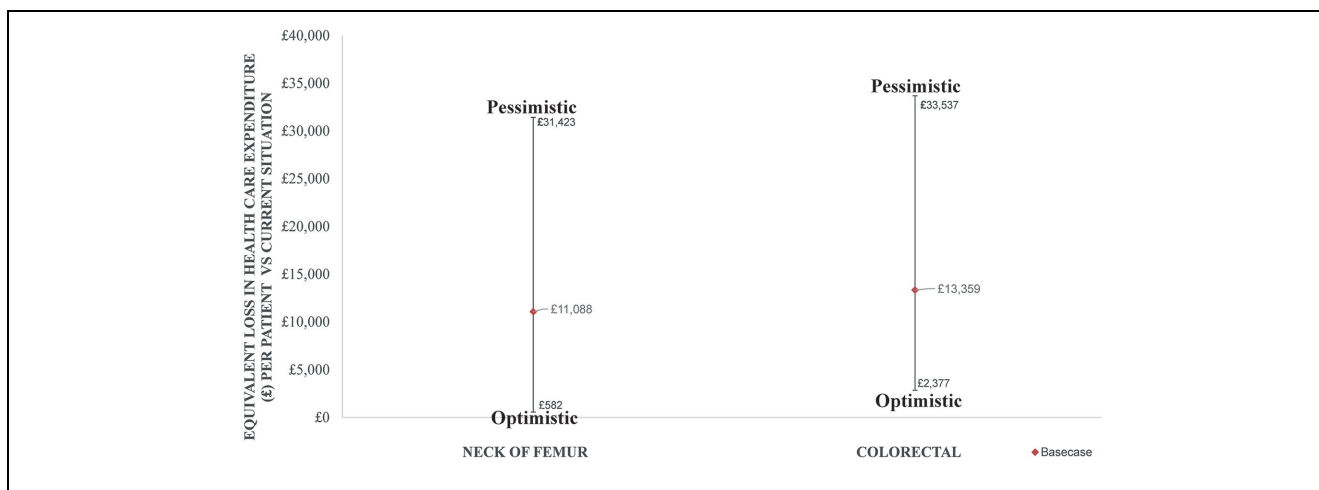 EQUIVALENT LOSS IN HEALTH CARE EXPENDITURE
(£) PER PATIENT VS CURRENT SITUATION
£40,000
£35,000
£30,000
£25,000
£20,000
£15,000
£10,000
£5,000
£0
Pessimistic
£31,423
£11,088
£582
Optimistic
Pessimistic
£33,537
£13,359
£2,377
Optimistic
NECK OF FEMUR
COLORECTAL
Basecase